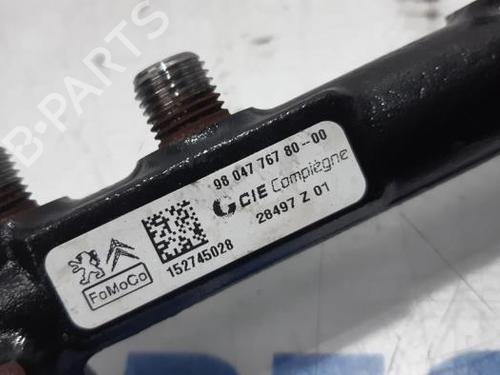 B-PARTS
98 047 767 80-00
CIE Compiègne
28497 Z 01
152745028
FoMoCo